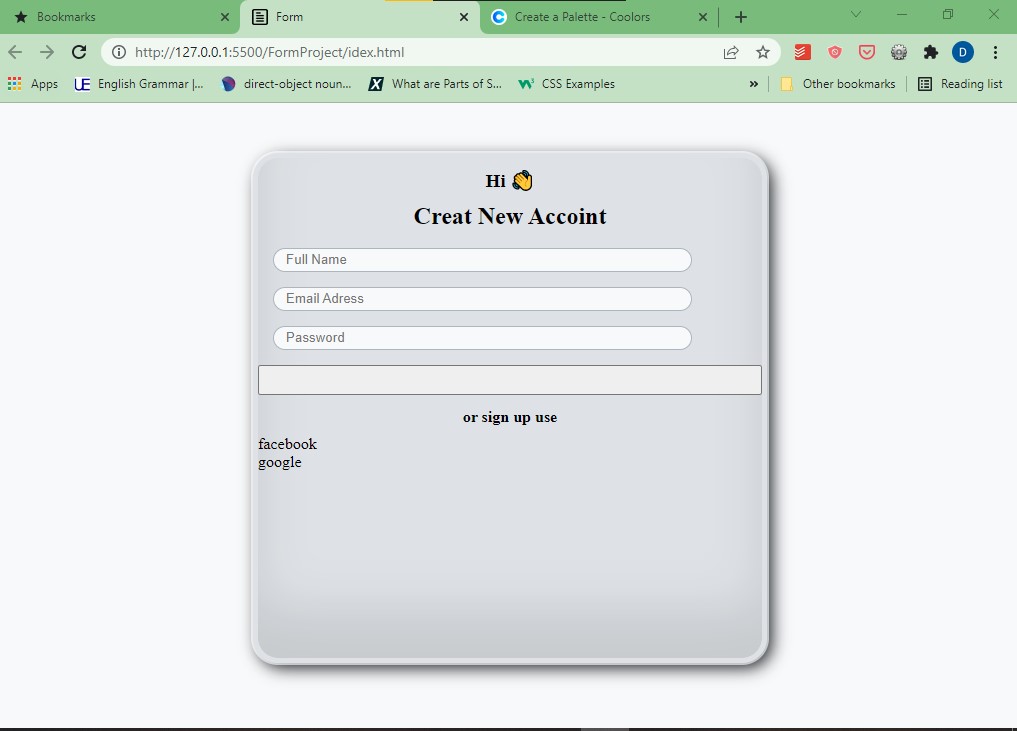 Bookmarks
Form
Create a Palette - Coolors
http://127.0.0.1:5500/FormProject/idex.html
D
Apps
UE English Grammar |...
direct-object noun...
X What are Parts of S...
W3 CSS Examples
»
Other bookmarks
Reading list
Hi 👋
Creat New Accoint
Full Name
Email Adress
Password
or sign up use
facebook
google